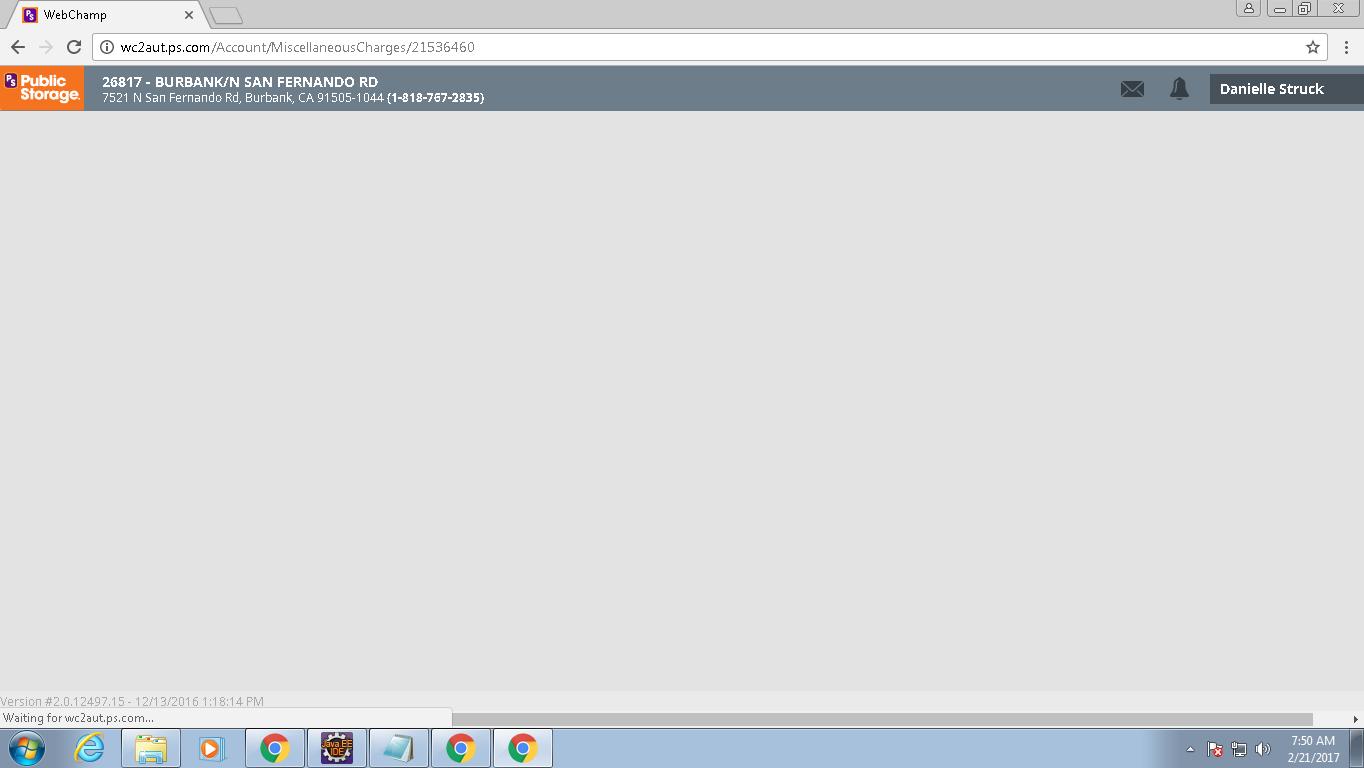 WebChamp
wc2aut.ps.com/Account/MiscellaneousCharges/21536460
PS Public Storage.
26817 - BURBANK/N SAN FERNANDO RD
7521 N San Fernando Rd, Burbank, CA 91505-1044 (1-818-767-2835)
Danielle Struck
Version #2.0.12497.15 - 12/13/2016 1:18:14 PM
Waiting for wc2aut.ps.com...
Java EE
IDE
7:50 AM
2/21/2017